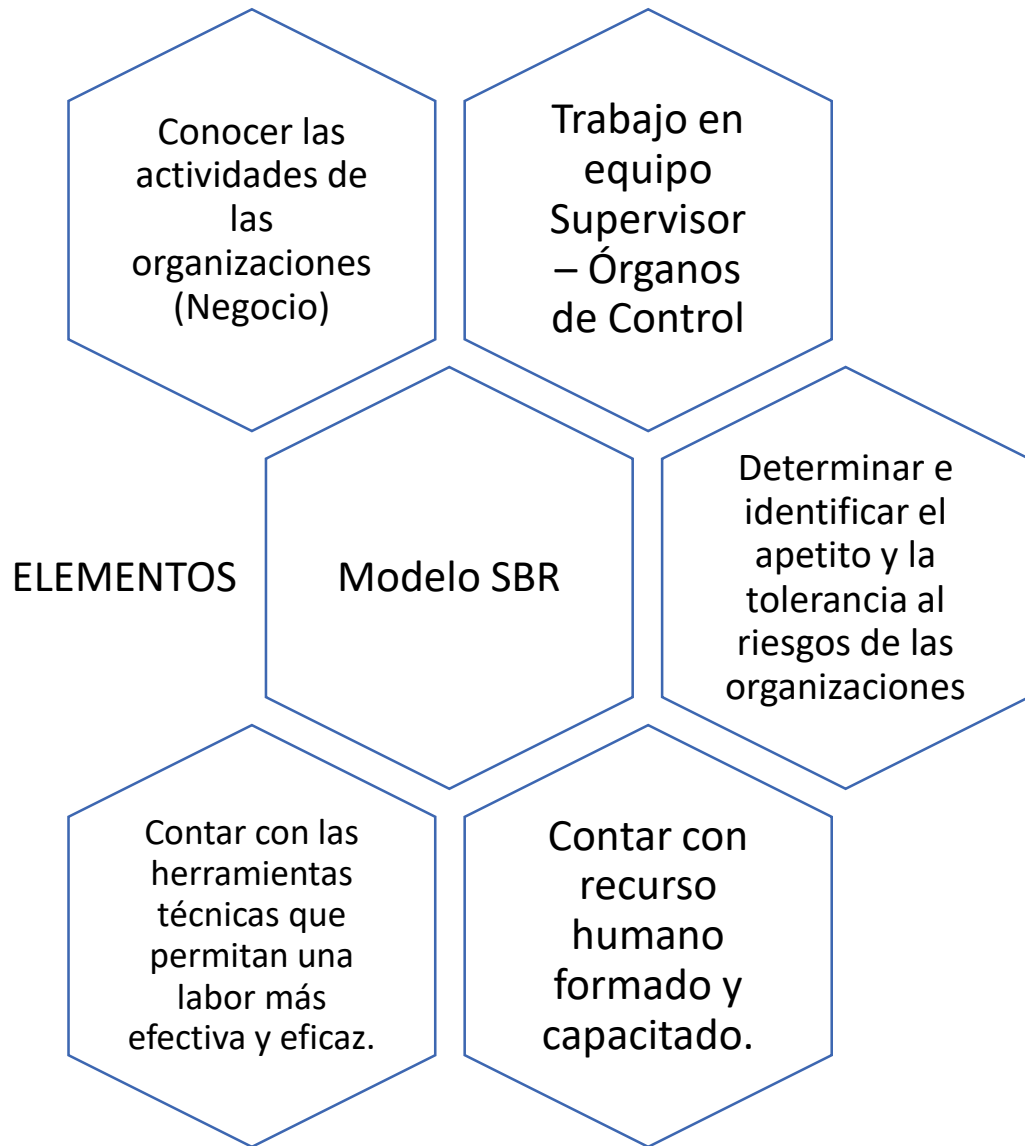 Conocer las
actividades de
las
organizaciones
(Negocio)
Trabajo en
equipo
Supervisor
– Órganos
de Control
ELEMENTOS
Modelo SBR
Determinar e
identificar el
apetito y la
tolerancia al
riesgos de las
organizaciones
Contar con las
herramientas
técnicas que
permitan una
labor más
efectiva y eficaz.
Contar con
recurso
humano
formado y
capacitado.